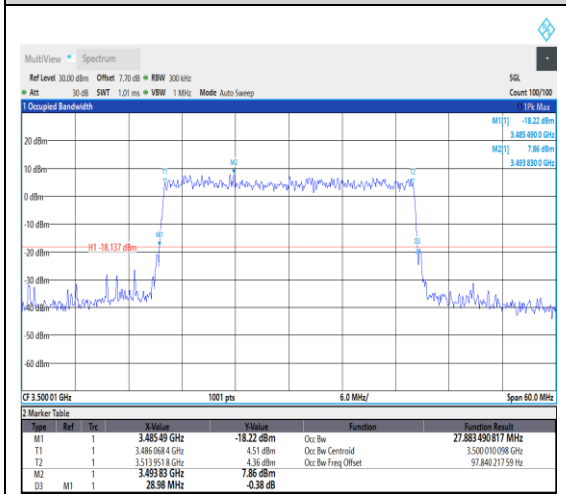 MultiView Spectrum
Ref Level 30.00 dBm Offset 7.70 dB RBW 300 kHz SGL
Att 30 dB SWT 1.01 ms VBW 1 MHz Mode Auto Sweep Count 100/100
1 Occupied Bandwidth 1Pk Max
M1[1] -18.22 dBm
3.485 490 0 GHz
M2[1] 7.86 dBm
3.493 830 0 GHz
20 dBm
10 dBm
T1 M2 T2
0 dBm
-10 dBm
M1
D3
H1 -18.137 dBm
-20 dBm
-30 dBm
-40 dBm
-50 dBm
-60 dBm
CF 3.500 01 GHz 1001 pts 6.0 MHz/ Span 60.0 MHz
2 Marker Table
Type Ref Trc X-Value Y-Value Function Function Result
M1 1 3.485 49 GHz -18.22 dBm Occ Bw 27.883 490 817 MHz
T1 1 3.486 068 4 GHz 4.51 dBm Occ Bw Centroid 3.500 010 098 GHz
T2 1 3.513 951 8 GHz 4.36 dBm Occ Bw Freq Offset 97.840 217 59 Hz
M2 1 3.493 83 GHz 7.86 dBm
D3 M1 1 28.98 MHz -0.38 dB